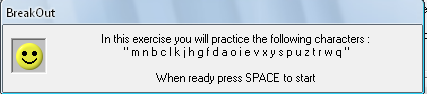 BreakOut
In this exercise you will practice the following characters :
"m n b c l k j h g f d a o i e v x y s p u z t r w q"
When ready press SPACE to start